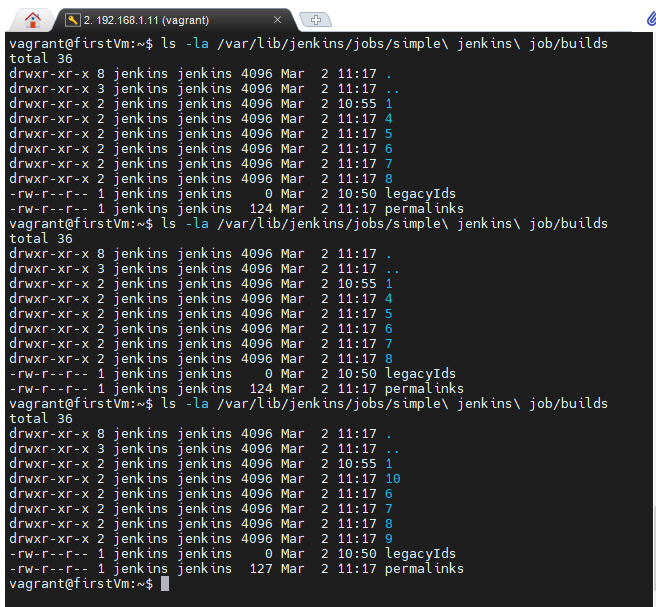 2. 192.168.1.11 (vagrant)
vagrant@firstVm:~$ ls -la /var/lib/jenkins/jobs/simple\ jenkins\ job/builds
total 36
drwxr-xr-x 8 jenkins jenkins 4096 Mar  2 11:17 .
drwxr-xr-x 3 jenkins jenkins 4096 Mar  2 11:17 ..
drwxr-xr-x 2 jenkins jenkins 4096 Mar  2 10:55 1
drwxr-xr-x 2 jenkins jenkins 4096 Mar  2 11:17 4
drwxr-xr-x 2 jenkins jenkins 4096 Mar  2 11:17 5
drwxr-xr-x 2 jenkins jenkins 4096 Mar  2 11:17 6
drwxr-xr-x 2 jenkins jenkins 4096 Mar  2 11:17 7
drwxr-xr-x 2 jenkins jenkins 4096 Mar  2 11:17 8
-rw-r--r-- 1 jenkins jenkins    0 Mar  2 10:50 legacyIds
-rw-r--r-- 1 jenkins jenkins  124 Mar  2 11:17 permalinks
vagrant@firstVm:~$ ls -la /var/lib/jenkins/jobs/simple\ jenkins\ job/builds
total 36
drwxr-xr-x 8 jenkins jenkins 4096 Mar  2 11:17 .
drwxr-xr-x 3 jenkins jenkins 4096 Mar  2 11:17 ..
drwxr-xr-x 2 jenkins jenkins 4096 Mar  2 10:55 1
drwxr-xr-x 2 jenkins jenkins 4096 Mar  2 11:17 4
drwxr-xr-x 2 jenkins jenkins 4096 Mar  2 11:17 5
drwxr-xr-x 2 jenkins jenkins 4096 Mar  2 11:17 6
drwxr-xr-x 2 jenkins jenkins 4096 Mar  2 11:17 7
drwxr-xr-x 2 jenkins jenkins 4096 Mar  2 11:17 8
-rw-r--r-- 1 jenkins jenkins    0 Mar  2 10:50 legacyIds
-rw-r--r-- 1 jenkins jenkins  124 Mar  2 11:17 permalinks
vagrant@firstVm:~$ ls -la /var/lib/jenkins/jobs/simple\ jenkins\ job/builds
total 36
drwxr-xr-x 8 jenkins jenkins 4096 Mar  2 11:17 .
drwxr-xr-x 3 jenkins jenkins 4096 Mar  2 11:17 ..
drwxr-xr-x 2 jenkins jenkins 4096 Mar  2 10:55 1
drwxr-xr-x 2 jenkins jenkins 4096 Mar  2 11:17 10
drwxr-xr-x 2 jenkins jenkins 4096 Mar  2 11:17 6
drwxr-xr-x 2 jenkins jenkins 4096 Mar  2 11:17 7
drwxr-xr-x 2 jenkins jenkins 4096 Mar  2 11:17 8
drwxr-xr-x 2 jenkins jenkins 4096 Mar  2 11:17 9
-rw-r--r-- 1 jenkins jenkins    0 Mar  2 10:50 legacyIds
-rw-r--r-- 1 jenkins jenkins  127 Mar  2 11:17 permalinks
vagrant@firstVm:~$